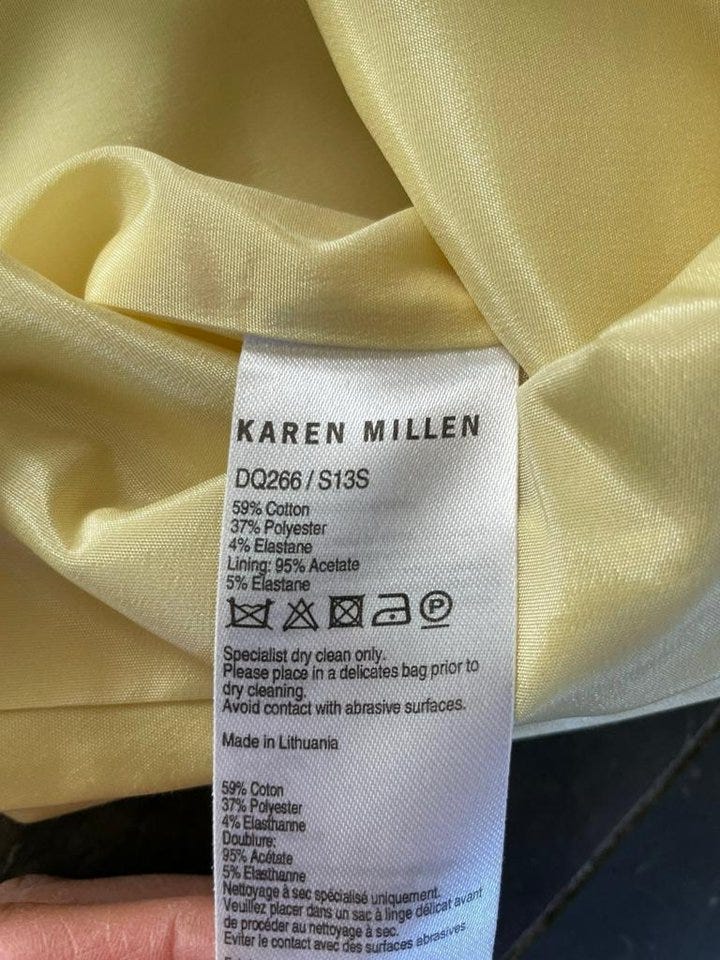 KAREN MILLEN
DQ266 / S13S
59% Cotton
37% Polyester
4% Elastane
Lining: 95% Acetate
5% Elastane
P
Specialist dry clean only.
Please place in a delicates bag prior to
dry cleaning.
Avoid contact with abrasive surfaces.
Made in Lithuania
59% Coton
37% Polyester
4% Elasthanne
Doublure:
95% Acétate
5% Elasthanne
Nettoyage à sec spécialisé uniquement.
Veuillez placer dans un sac à linge délicat avant
de procéder au nettoyage à sec.
Eviter le contact avec des surfaces abrasives